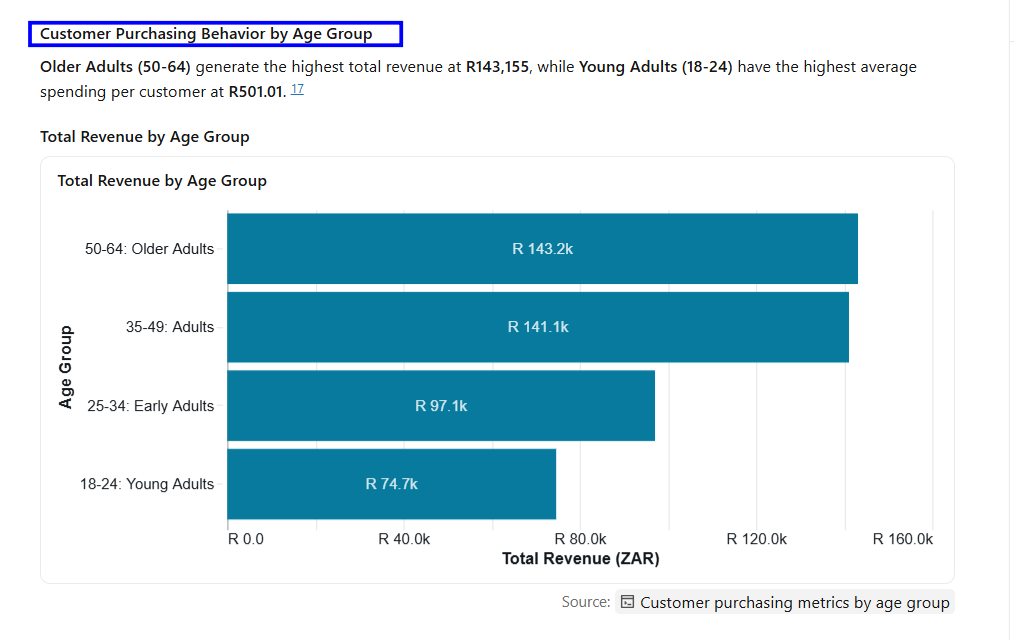 Customer Purchasing Behavior by Age Group
Older Adults (50-64) generate the highest total revenue at R143,155, while Young Adults (18-24) have the highest average
spending per customer at R501.01. 17
Total Revenue by Age Group
Total Revenue by Age Group
50-64: Older Adults
R 143.2k
35-49: Adults
R 141.1k
Age Group
25-34: Early Adults
R 97.1k
18-24: Young Adults
R 74.7k
R 0.0 R 40.0k R 80.0k R 120.0k R 160.0k
Total Revenue (ZAR)
Source: Customer purchasing metrics by age group